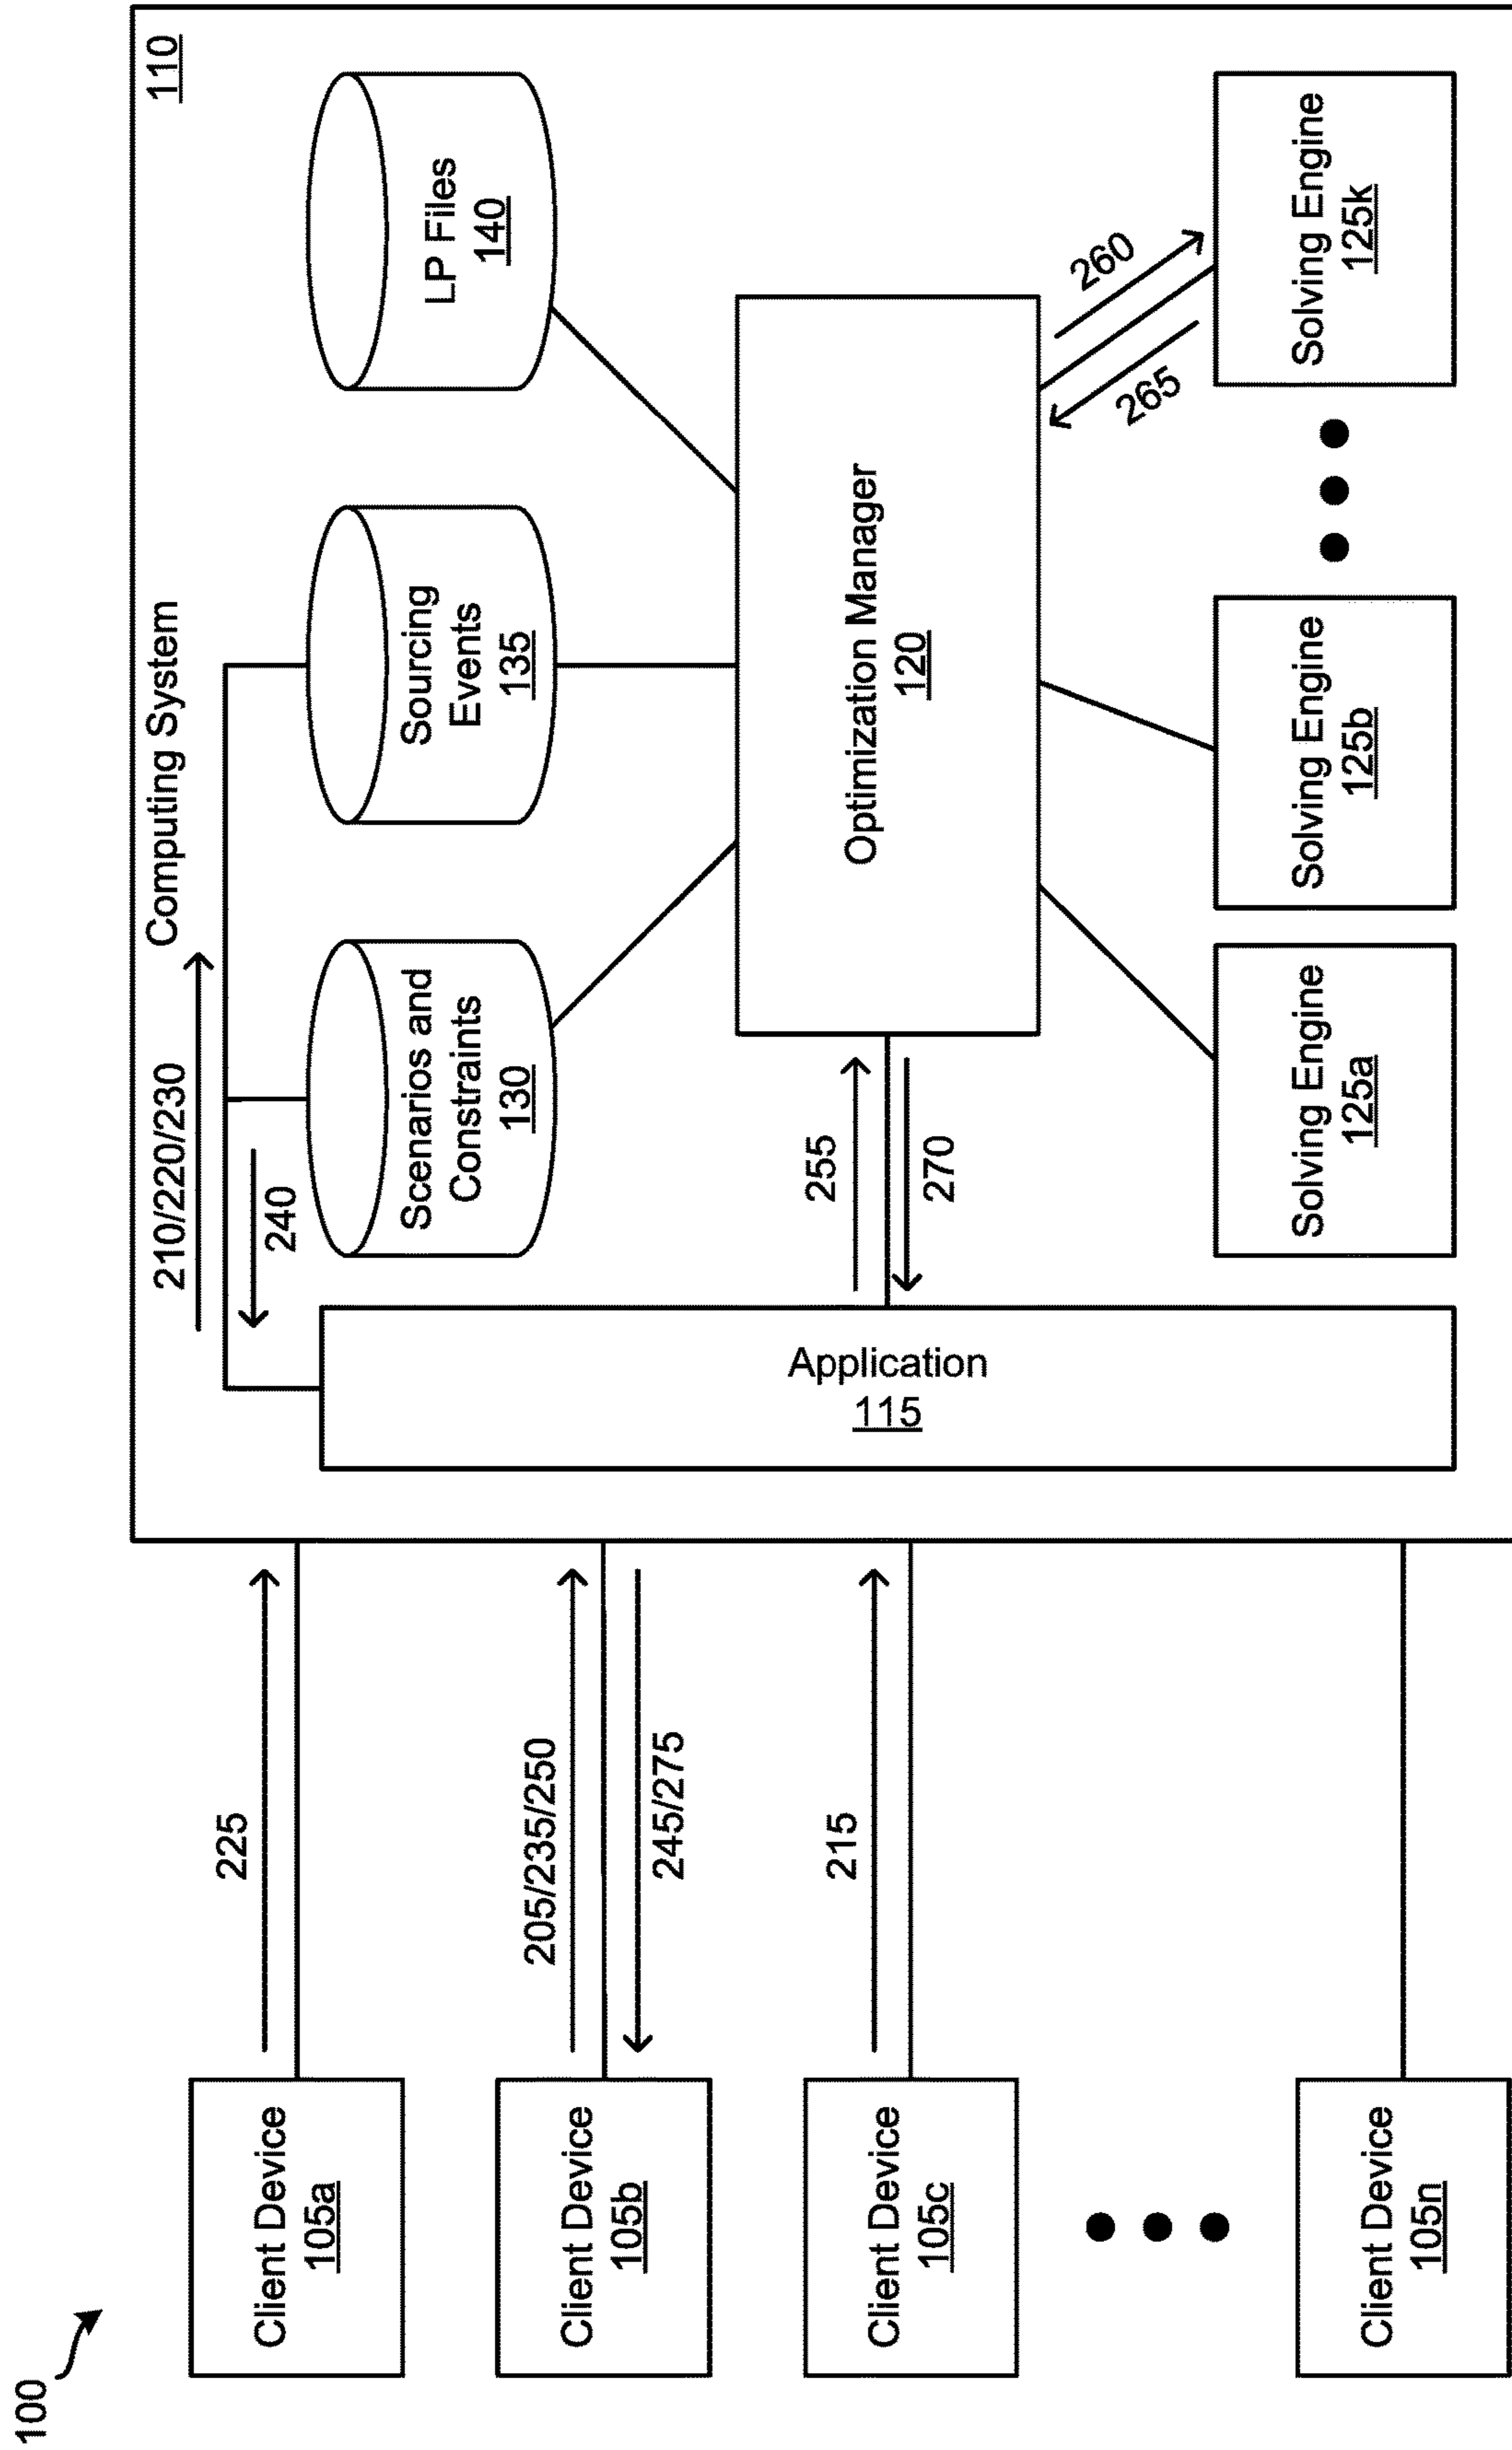 100
Client Device
105a
Client Device
105b
Client Device
105c
Client Device
105n
225
205/235/250
245/275
215
Computing System
110
210/220/230
240
Application
115
Scenarios and
Constraints
130
Sourcing
Events
135
LP Files
140
255
270
Optimization Manager
120
260
265
Solving Engine
125a
Solving Engine
125b
Solving Engine
125k